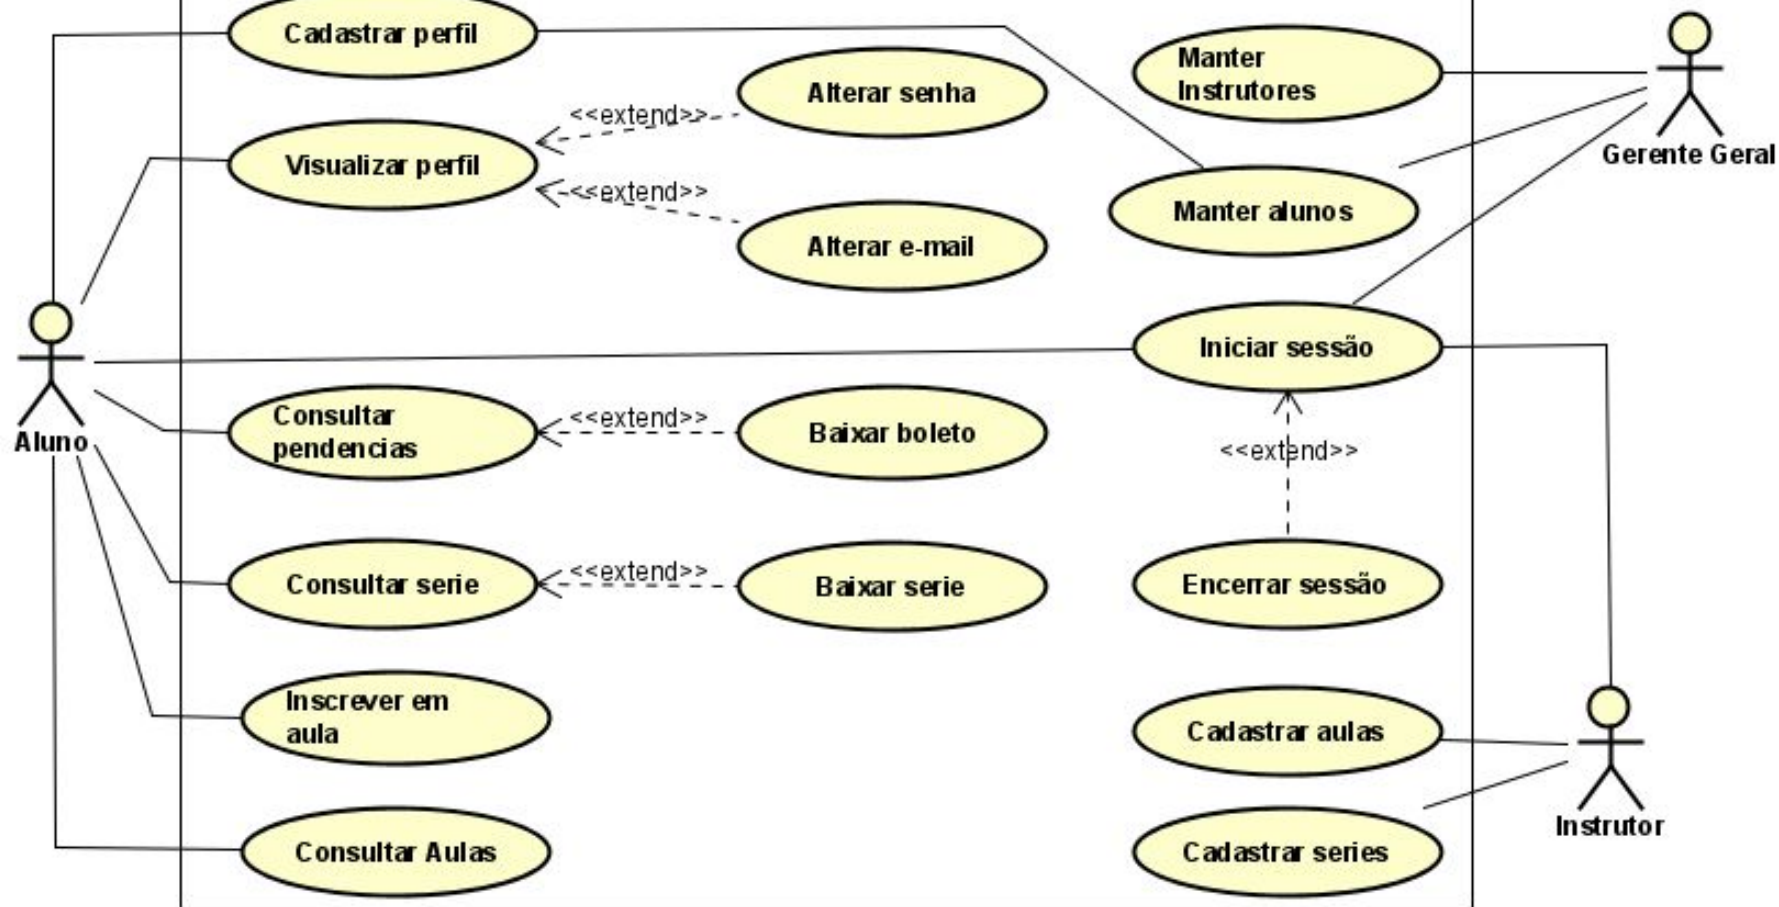 Cadastrar perfil
Manter
Instrutores
Alterar senha
<<extend>>
Gerente Geral
Visualizar perfil
<<extend>>
Manter alunos
Alterar e-mail
Iniciar sessão
Aluno
Consultar
pendencias
<<extend>>
Baixar boleto
<<extend>>
Consultar serie
<<extend>>
Baixar serie
Encerrar sessão
Inscrever em
aula
Cadastrar aulas
Instrutor
Consultar Aulas
Cadastrar series